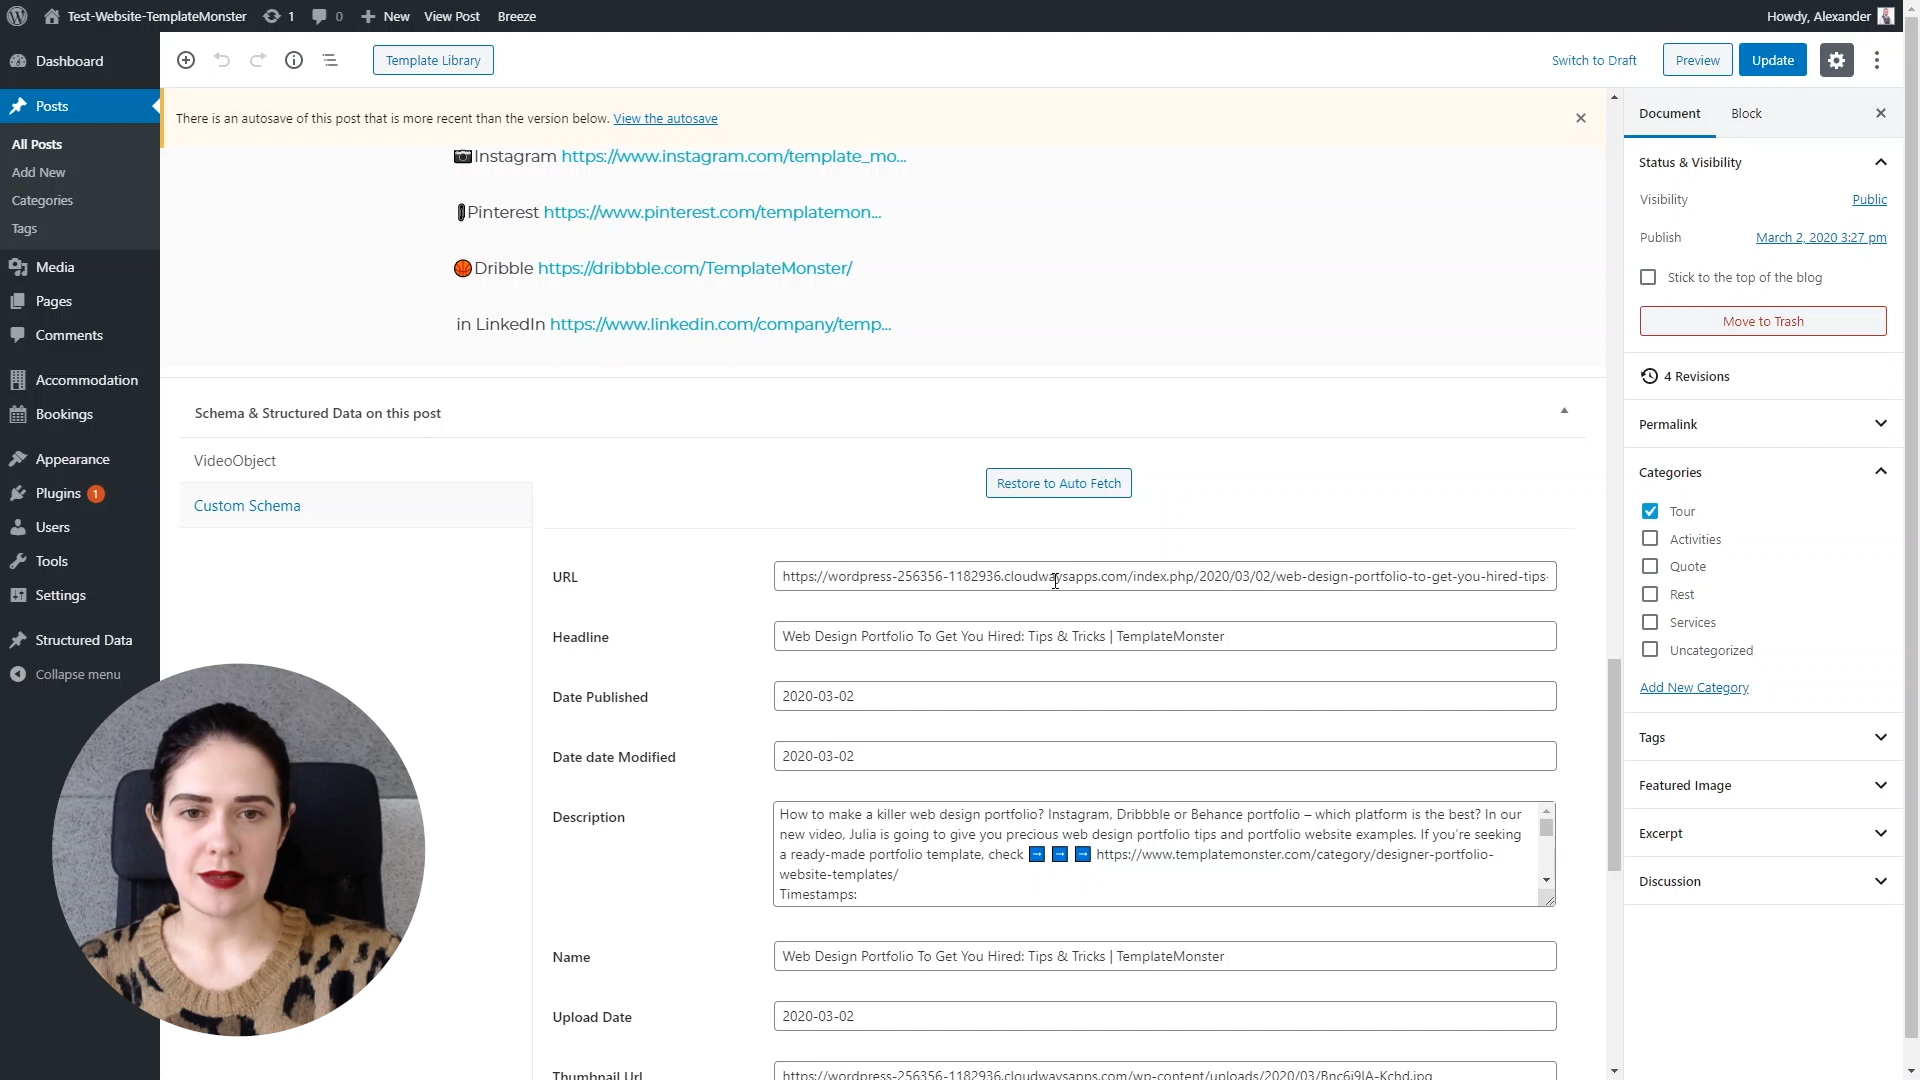 Test-Website-TemplateMonster
1
0
New
View Post
Breeze
Howdy, Alexander
Dashboard
Posts
All Posts
Add New
Categories
Tags
Media
Pages
Comments
Accommodation
Bookings
Appearance
Plugins 1
Users
Tools
Settings
Structured Data
Collapse menu
Template Library
Switch to Draft
Preview
Update
There is an autosave of this post that is more recent than the version below. View the autosave
Instagram https://www.instagram.com/template_mo...
Pinterest https://www.pinterest.com/templatemon...
Dribble https://dribbble.com/TemplateMonster/
in LinkedIn https://www.linkedin.com/company/temp...
Schema & Structured Data on this post
VideoObject
Custom Schema
Restore to Auto Fetch
URL
https://wordpress-256356-1182936.cloudwaysapps.com/index.php/2020/03/02/web-design-portfolio-to-get-you-hired-tips-
Headline
Web Design Portfolio To Get You Hired: Tips & Tricks | TemplateMonster
Date Published
2020-03-02
Date date Modified
2020-03-02
Description
How to make a killer web design portfolio? Instagram, Dribbble or Behance portfolio – which platform is the best? In our
new video, Julia is going to give you precious web design portfolio tips and portfolio website examples. If you're seeking
a ready-made portfolio template, check ➡ ➡ ➡ https://www.templatemonster.com/category/designer-portfolio-
website-templates/
Timestamps:
Name
Web Design Portfolio To Get You Hired: Tips & Tricks | TemplateMonster
Upload Date
2020-03-02
Thumbnail Url
https://wordpress-256356-1182936.cloudwaysapps.com/wp-content/uploads/2020/03/Bnc6i9IA-Kchd.jpg
Document
Block
Status & Visibility
Visibility
Public
Publish
March 2, 2020 3:27 pm
Stick to the top of the blog
Move to Trash
4 Revisions
Permalink
Categories
Tour
Activities
Quote
Rest
Services
Uncategorized
Add New Category
Tags
Featured Image
Excerpt
Discussion